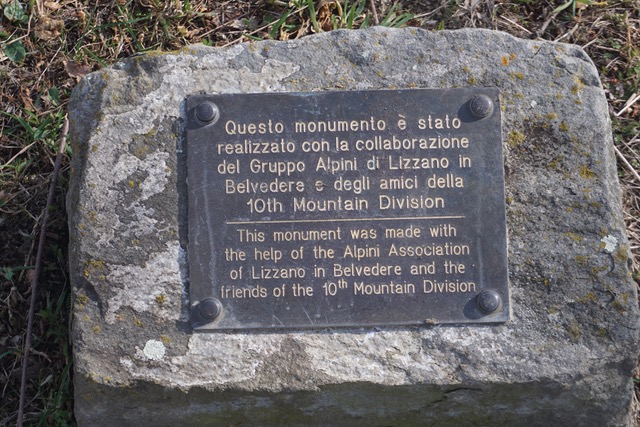 Questo monumento è stato
realizzato con la collaborazione
del Gruppo Alpini di Lizzano in
Belvedere e degli amici della
10th Mountain Division
This monument was made with
the help of the Alpini Association
of Lizzano in Belvedere and the
friends of the 10th Mountain Division